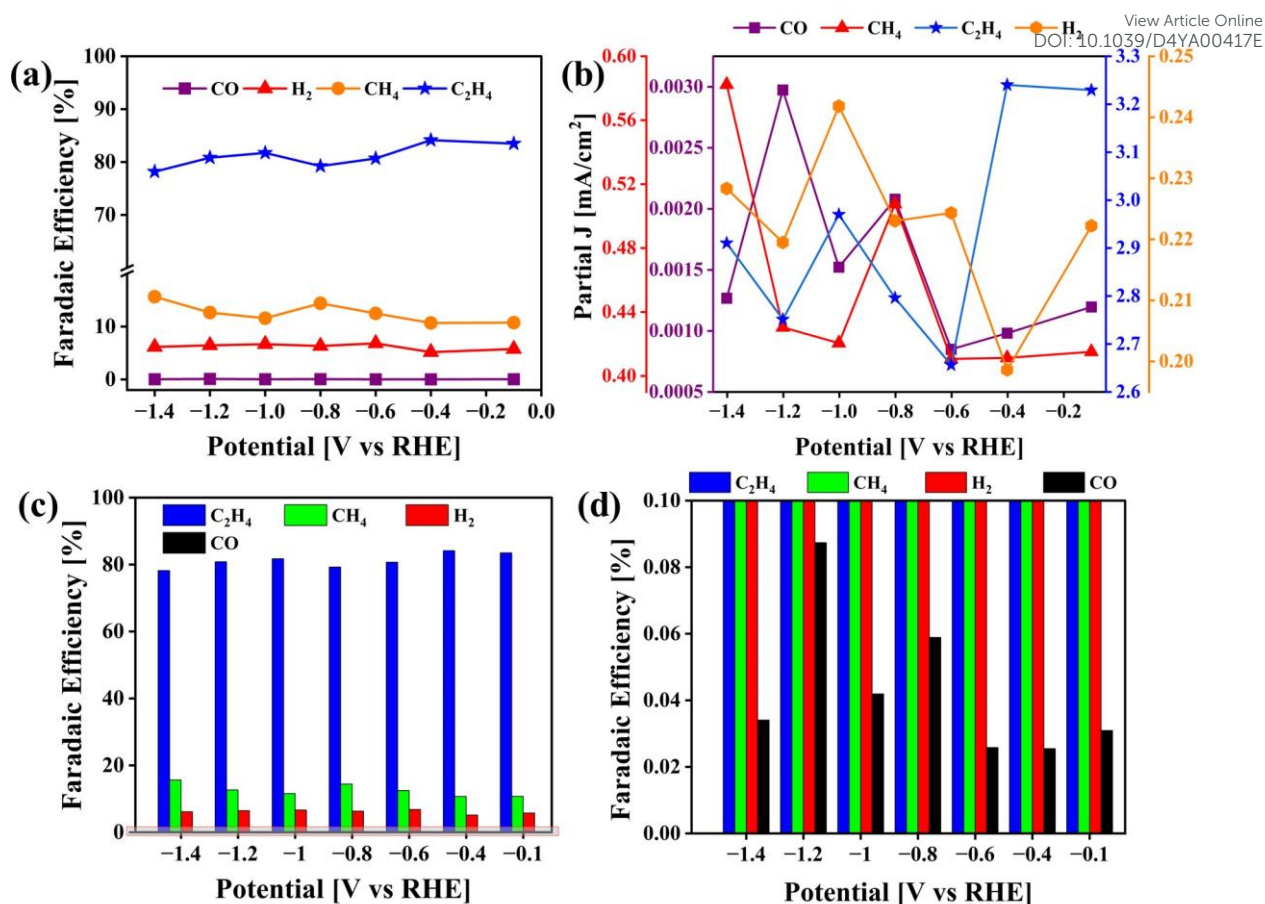 View Article Online
DOI: 10.1039/D4YA00417E
(a)
CO H₂ CH₄ C₂H₄
Faradaic Efficiency [%]
100
90
80
70
10
0
−1.4 −1.2 −1.0 −0.8 −0.6 −0.4 −0.2 0.0
Potential [V vs RHE]
(b)
CO CH₄ C₂H₄ H₂
Partial J [mA/cm²]
0.60
0.56
0.52
0.48
0.44
0.40
0.0030
0.0025
0.0020
0.0015
0.0010
0.0005
3.3
3.2
3.1
3.0
2.9
2.8
2.7
2.6
0.25
0.24
0.23
0.22
0.21
0.20
−1.4 −1.2 −1.0 −0.8 −0.6 −0.4 −0.2
Potential [V vs RHE]
(c)
C₂H₄ CH₄ H₂
CO
Faradaic Efficiency [%]
100
80
60
40
20
0
−1.4 −1.2 −1 −0.8 −0.6 −0.4 −0.1
Potential [V vs RHE]
(d)
C₂H₄ CH₄ H₂ CO
Faradaic Efficiency [%]
0.10
0.08
0.06
0.04
0.02
0.00
−1.4 −1.2 −1 −0.8 −0.6 −0.4 −0.1
Potential [V vs RHE]